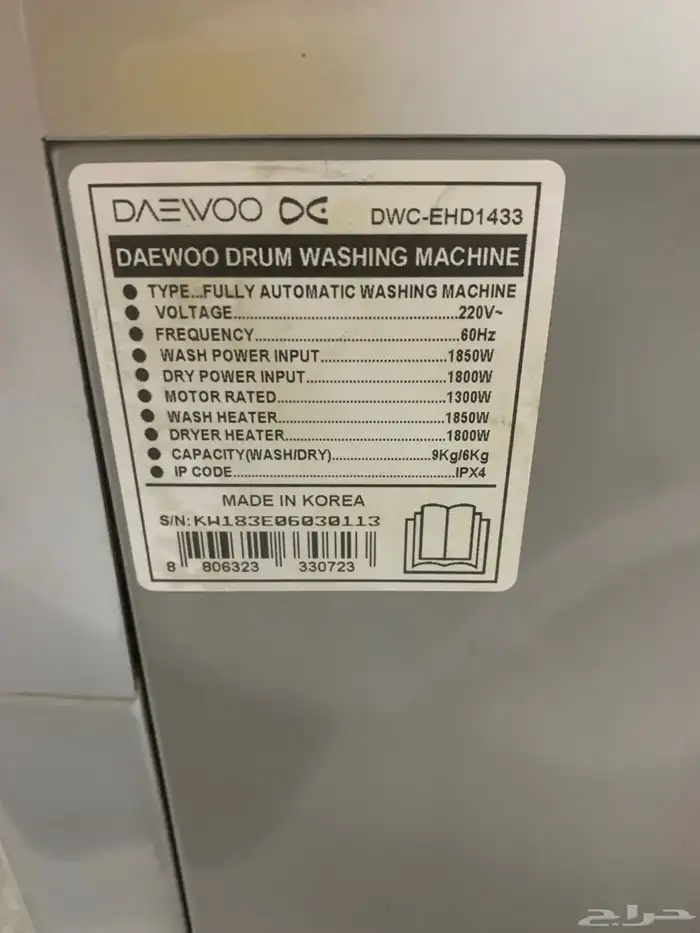 DAEWOO DE DWC-EHD1433
DAEWOO DRUM WASHING MACHINE
● TYPE...FULLY AUTOMATIC WASHING MACHINE
● VOLTAGE...............................220V~
● FREQUENCY...............................60Hz
● WASH POWER INPUT....................1850W
● DRY POWER INPUT......................1800W
● MOTOR RATED..........................1300W
● WASH HEATER..........................1850W
● DRYER HEATER.........................1800W
● CAPACITY(WASH/DRY)...................9Kg/6Kg
● IP CODE...............................IPX4
MADE IN KOREA
S/N: KW183E06030113
8 806323 330723
حراج